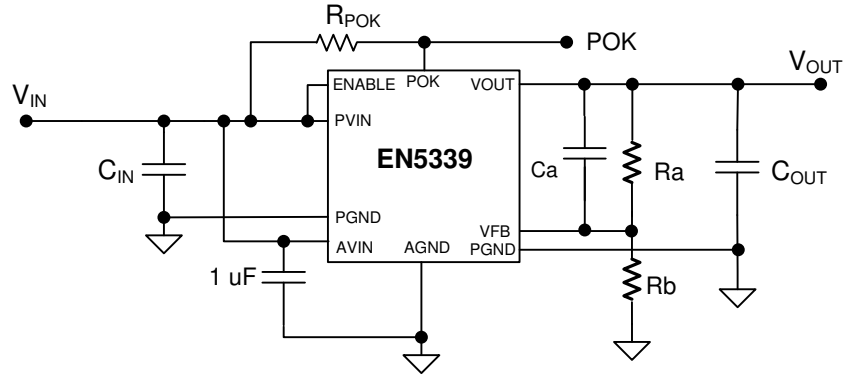 R_POK
POK
V_OUT
V_IN
ENABLE
POK
VOUT
PVIN
EN5339
C_IN
Ca
Ra
C_OUT
PGND
VFB
AVIN
AGND
PGND
1 uF
Rb